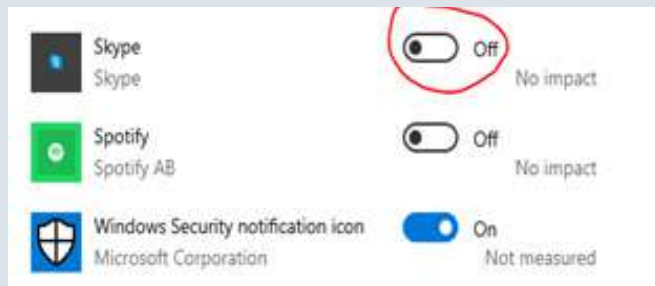 Skype
Off
Skype
No impact
Spotify
Off
Spotify AB
No impact
Windows Security notification icon
On
Microsoft Corporation
Not measured